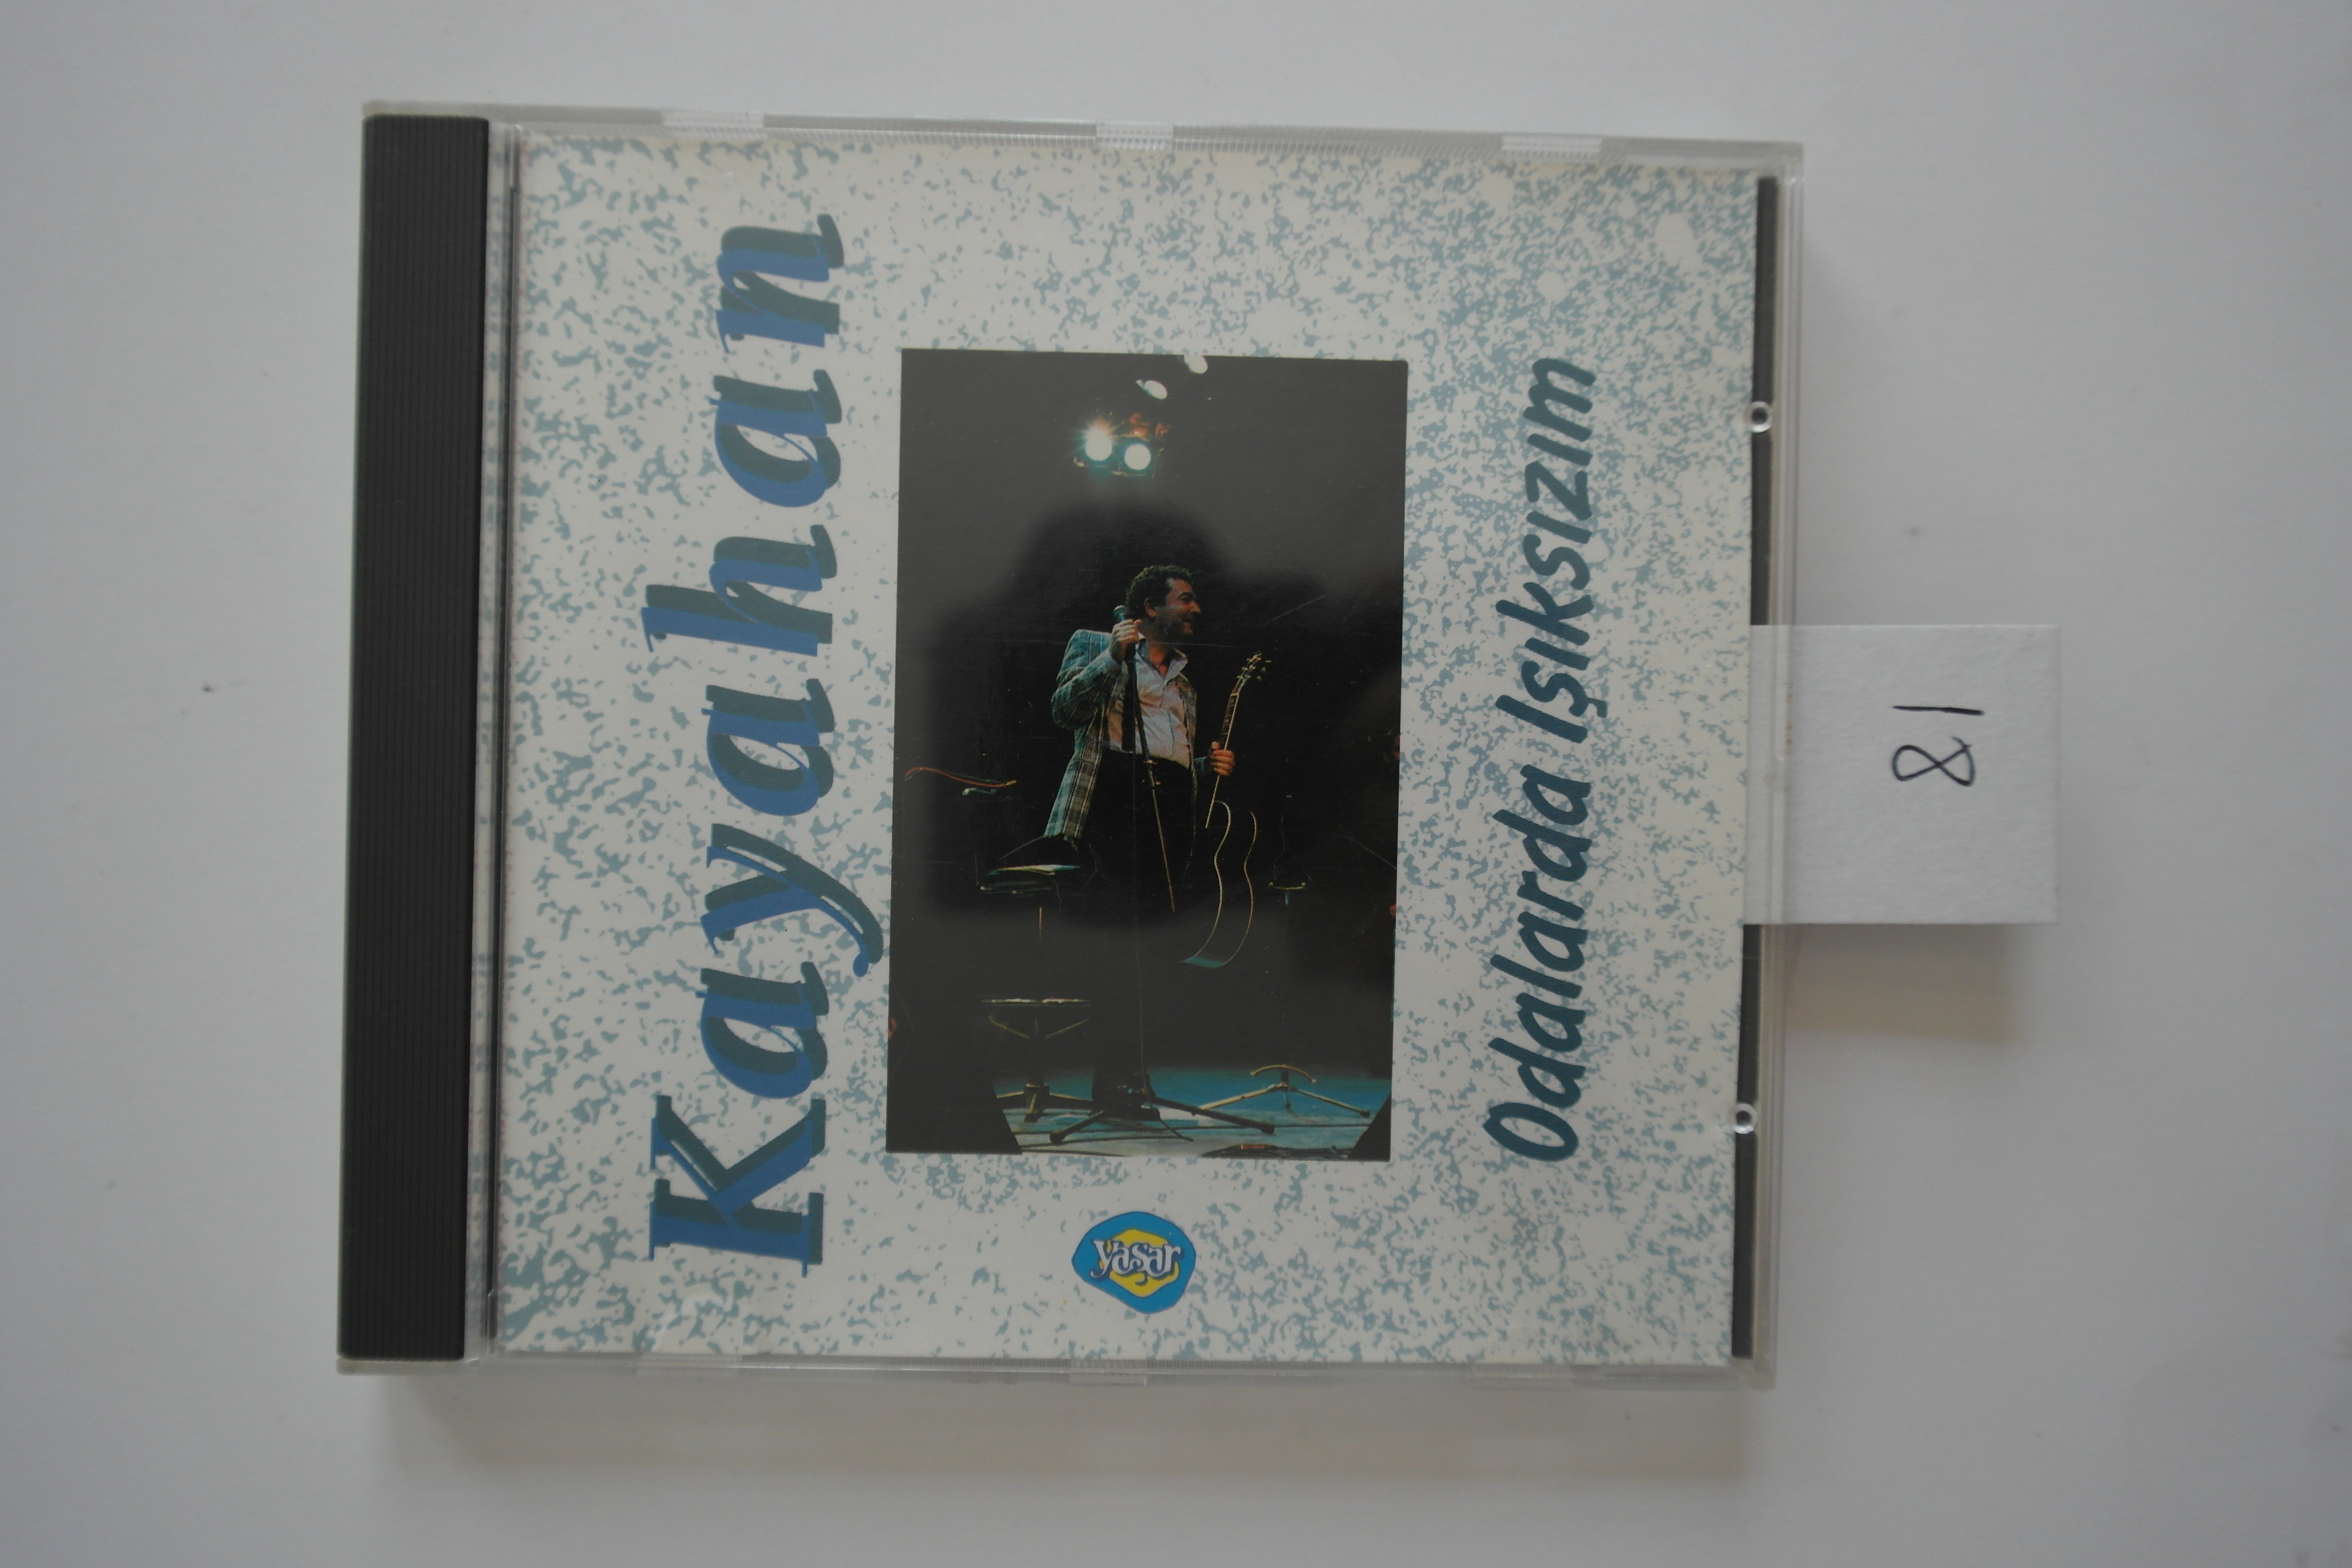 Kayahan
yaşar
Odalarda Işıksızım
81